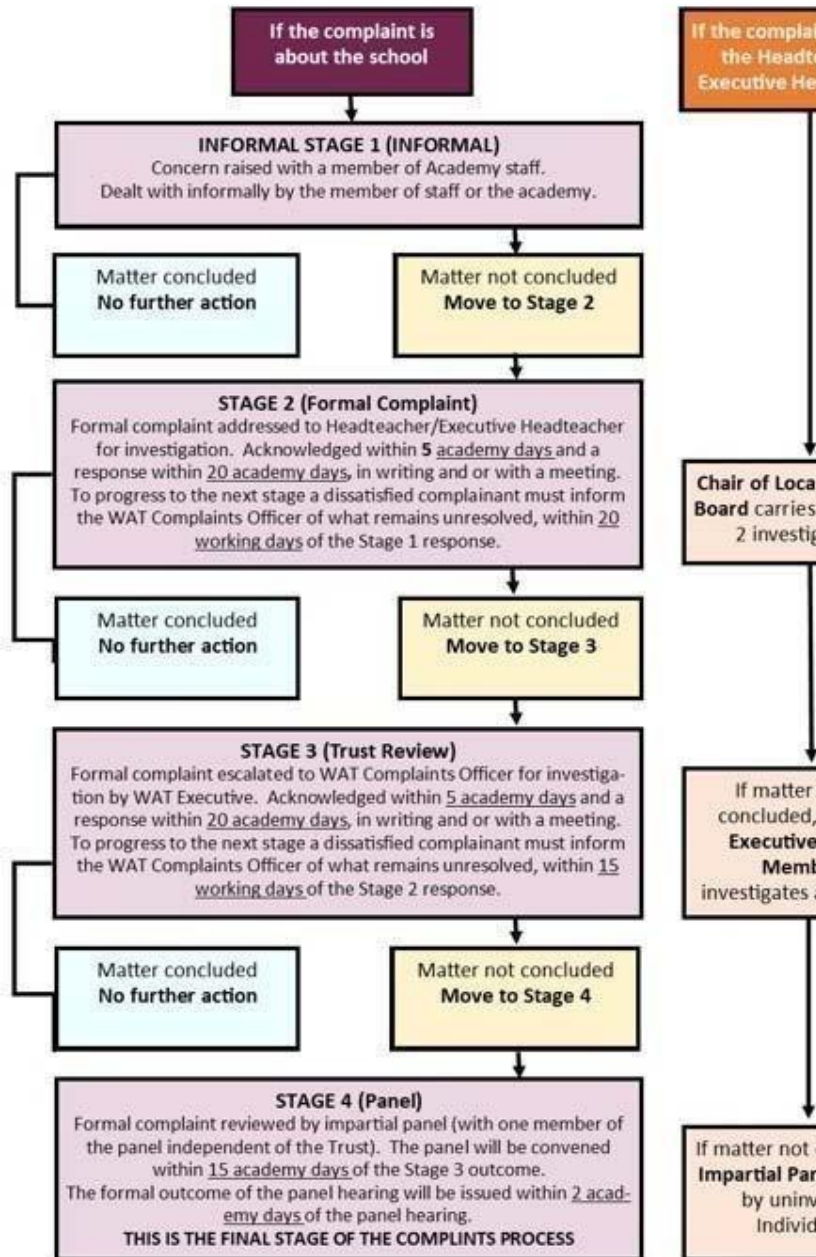 If the complaint is
about the school
INFORMAL STAGE 1 (INFORMAL)
Concern raised with a member of Academy staff.
Dealt with informally by the member of staff or the academy.
Matter concluded
No further action
Matter not concluded
Move to Stage 2
STAGE 2 (Formal Complaint)
Formal complaint addressed to Headteacher/Executive Headteacher
for investigation. Acknowledged within 5 academy days and a
response within 20 academy days, in writing and or with a meeting.
To progress to the next stage a dissatisfied complainant must inform
the WAT Complaints Officer of what remains unresolved, within 20
working days of the Stage 1 response.
Matter concluded
No further action
Matter not concluded
Move to Stage 3
STAGE 3 (Trust Review)
Formal complaint escalated to WAT Complaints Officer for investiga-
tion by WAT Executive. Acknowledged within 5 academy days and a
response within 20 academy days, in writing and or with a meeting.
To progress to the next stage a dissatisfied complainant must inform
the WAT Complaints Officer of what remains unresolved, within 15
working days of the Stage 2 response.
Matter concluded
No further action
Matter not concluded
Move to Stage 4
STAGE 4 (Panel)
Formal complaint reviewed by impartial panel (with one member of
the panel independent of the Trust). The panel will be convened
within 15 academy days of the Stage 3 outcome.
The formal outcome of the panel hearing will be issued within 2 acad-
emy days of the panel hearing.
THIS IS THE FINAL STAGE OF THE COMPLINTS PROCESS
If the
the
Executive
Chair of
Board carries
2
If matter
concluded,
Executive
investigates
If matter not
Impartial
by